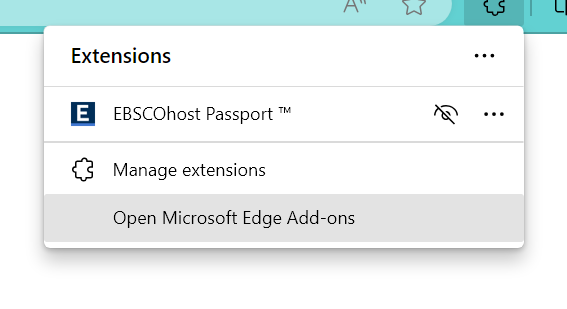 A"
Extensions
E EBSCOhost Passport ™
Manage extensions
Open Microsoft Edge Add-ons